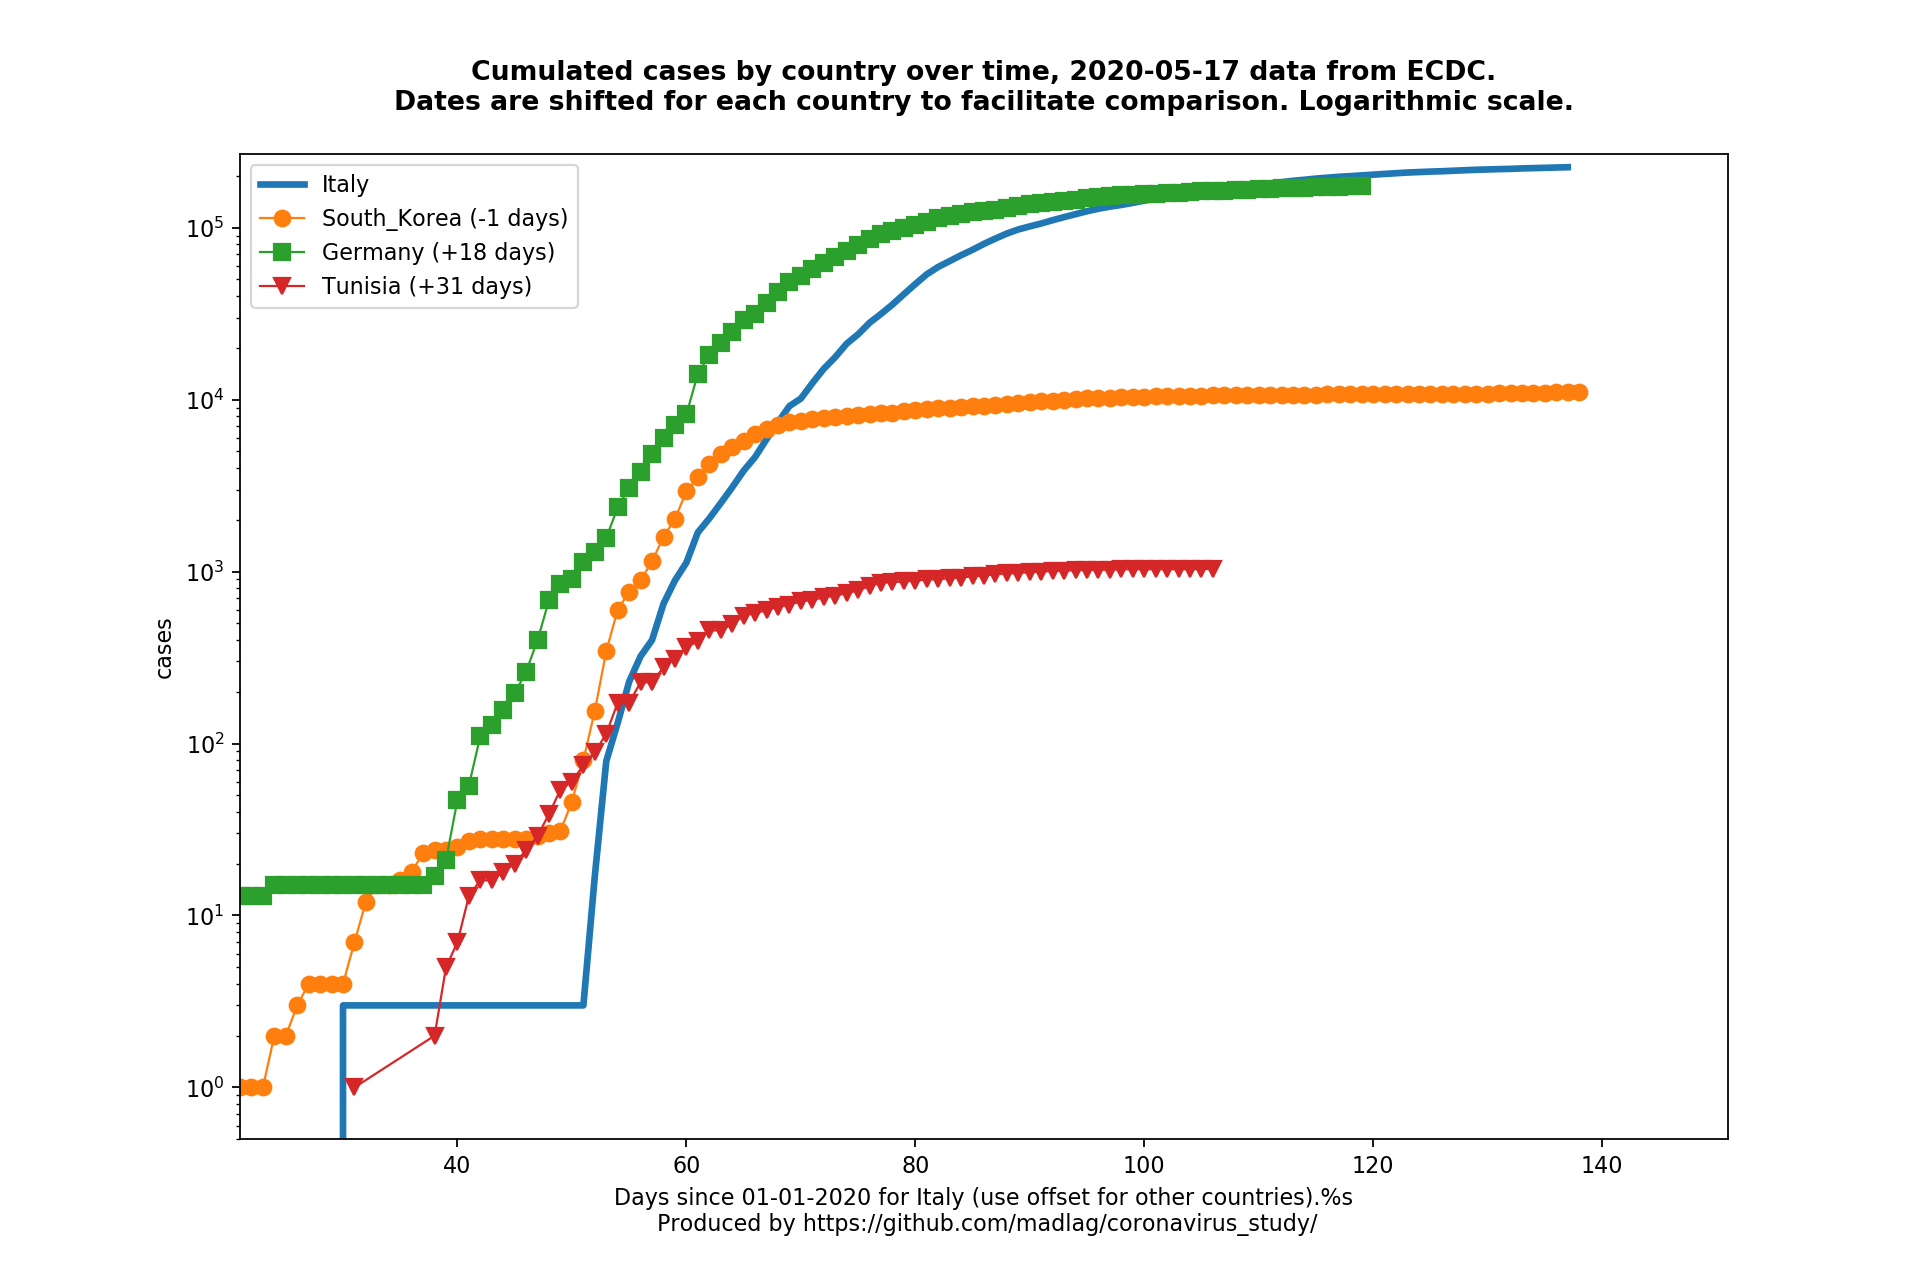 Cumulated cases by country over time, 2020-05-17 data from ECDC.
Dates are shifted for each country to facilitate comparison. Logarithmic scale.
Italy
South_Korea (-1 days)
Germany (+18 days)
Tunisia (+31 days)
10^5
10^4
10^3
10^2
10^1
10^0
cases
40 60 80 100 120 140
Days since 01-01-2020 for Italy (use offset for other countries).%s
Produced by https://github.com/madlag/coronavirus_study/